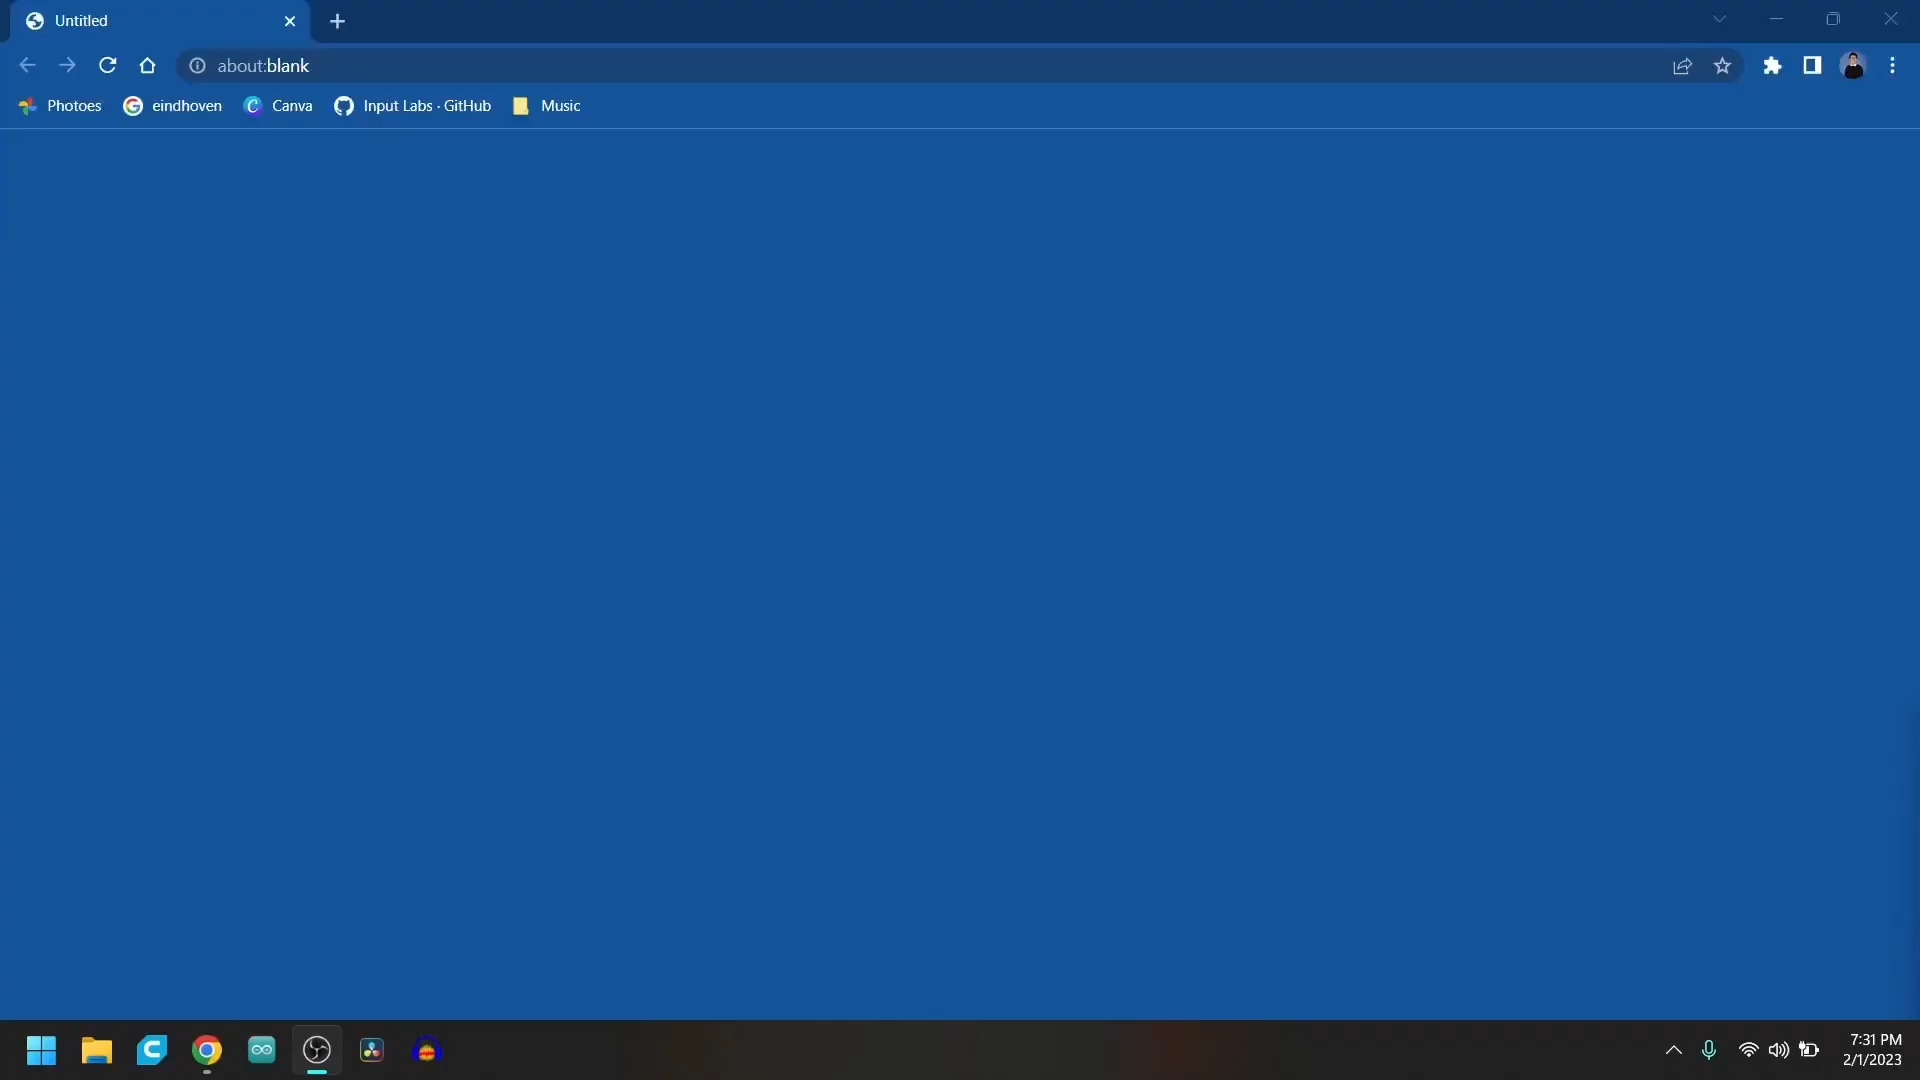 Untitled
about:blank
Photoes eindhoven Canva Input Labs · GitHub Music
7:31 PM
2/1/2023